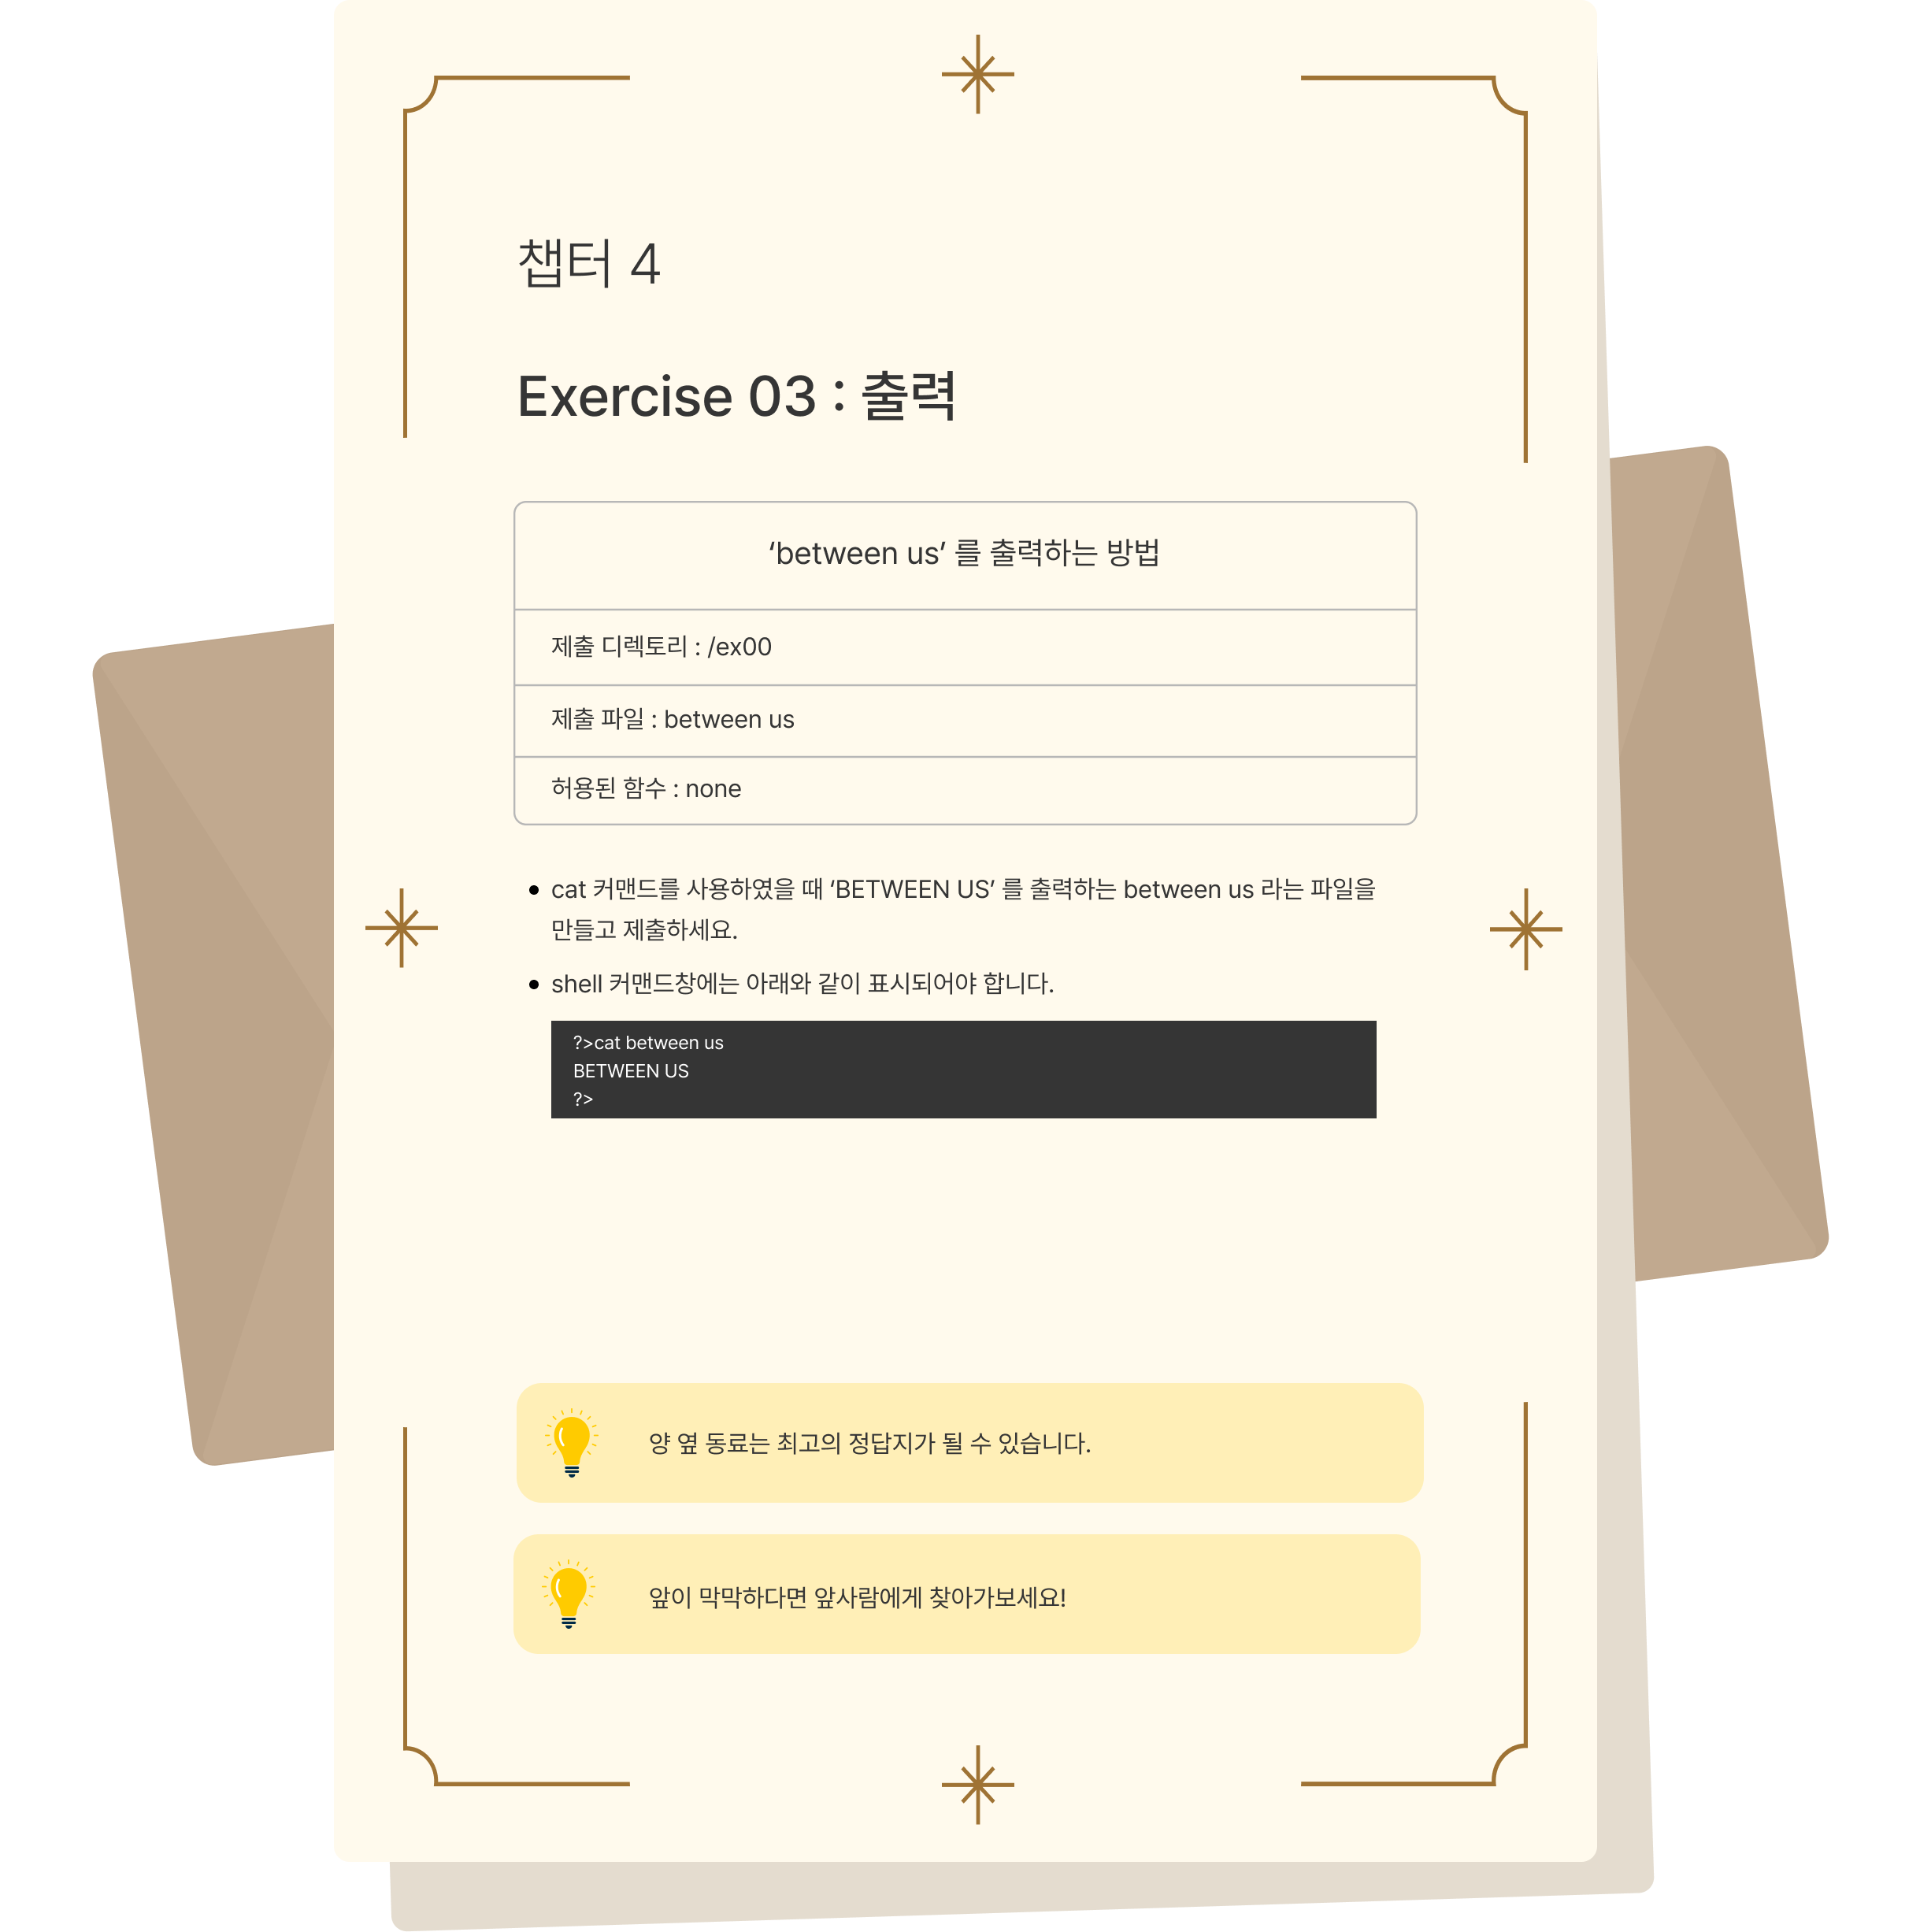 챕터 4
Exercise 03 : 출력
‘between us’ 를 출력하는 방법
제출 디렉토리 : /ex00
제출 파일 : between us
허용된 함수 : none
cat 커맨드를 사용하였을 때 ‘BETWEEN US’ 를 출력하는 between us 라는 파일을
만들고 제출하세요.
shell 커맨드창에는 아래와 같이 표시되어야 합니다.
?>cat between us
BETWEEN US
?>
양 옆 동료는 최고의 정답지가 될 수 있습니다.
앞이 막막하다면 앞사람에게 찾아가보세요!